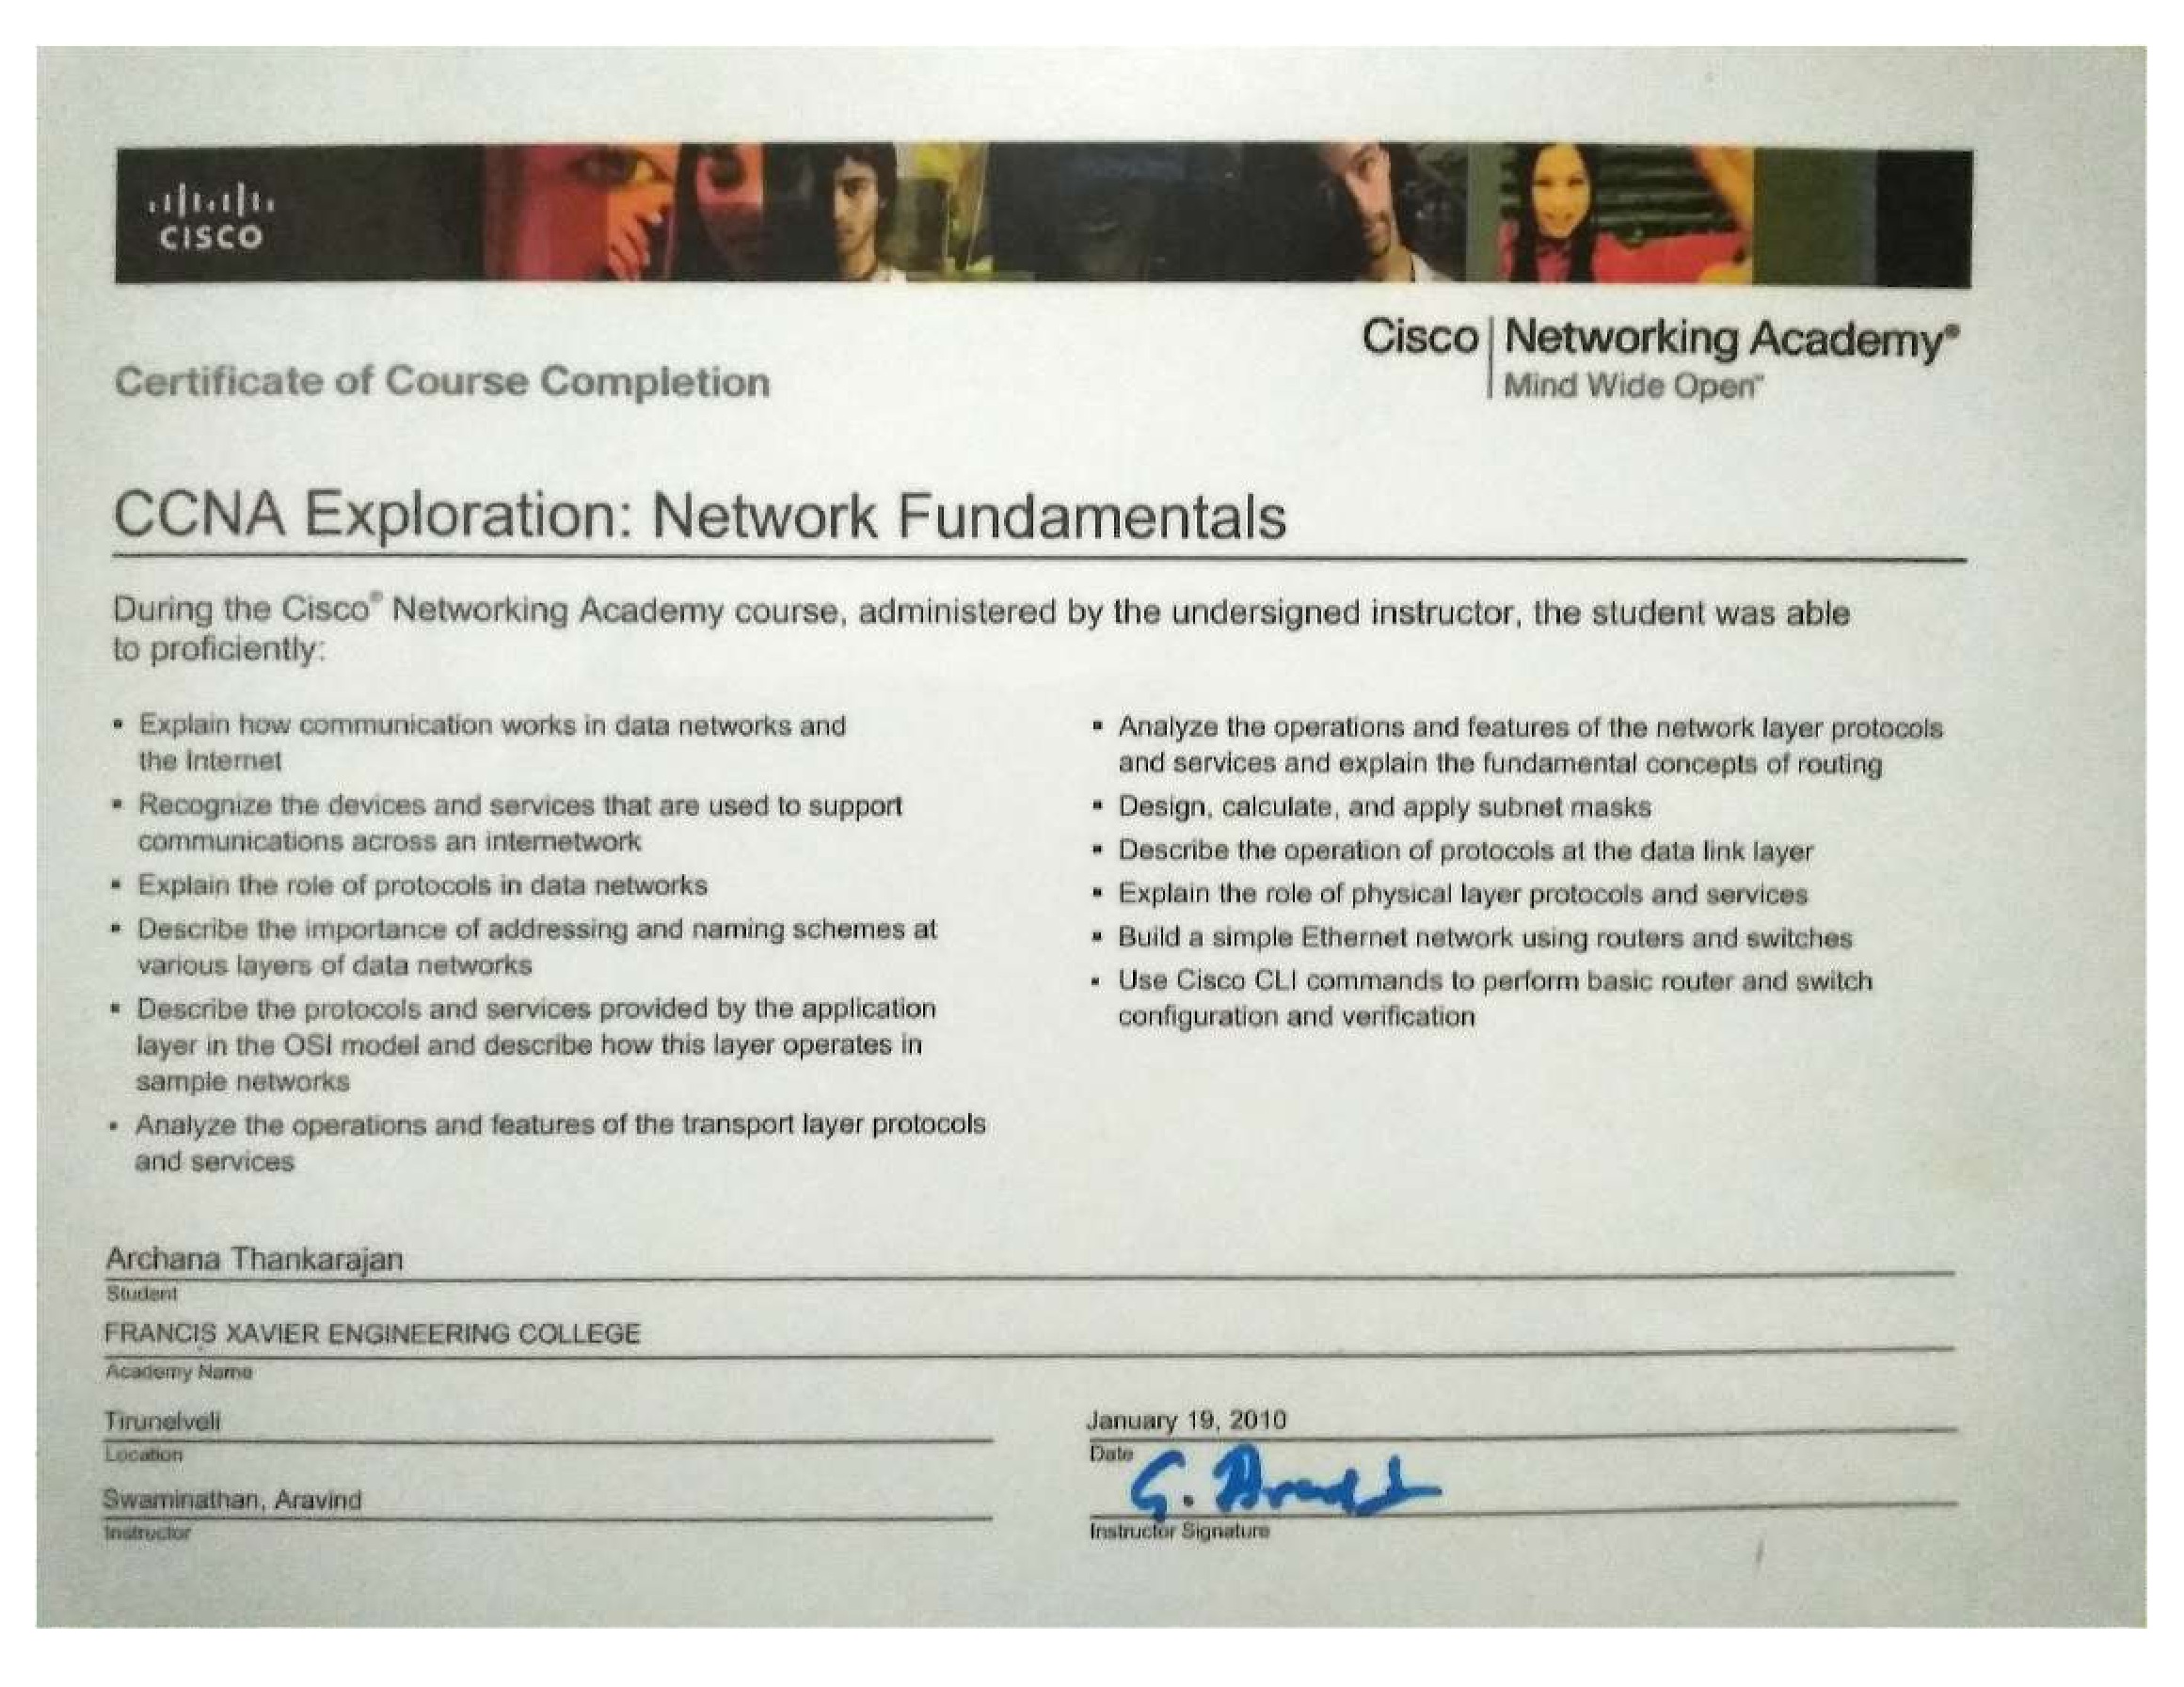 CISCO
Cisco | Networking Academy®
Mind Wide Open™
Certificate of Course Completion
CCNA Exploration: Network Fundamentals
During the Cisco® Networking Academy course, administered by the undersigned instructor, the student was able
to proficiently:
▪ Explain how communication works in data networks and
the Internet
▪ Recognize the devices and services that are used to support
communications across an internetwork
▪ Explain the role of protocols in data networks
▪ Describe the importance of addressing and naming schemes at
various layers of data networks
▪ Describe the protocols and services provided by the application
layer in the OSI model and describe how this layer operates in
sample networks
▪ Analyze the operations and features of the transport layer protocols
and services
▪ Analyze the operations and features of the network layer protocols
and services and explain the fundamental concepts of routing
▪ Design, calculate, and apply subnet masks
▪ Describe the operation of protocols at the data link layer
▪ Explain the role of physical layer protocols and services
▪ Build a simple Ethernet network using routers and switches
▪ Use Cisco CLI commands to perform basic router and switch
configuration and verification
Archana Thankarajan
Student
FRANCIS XAVIER ENGINEERING COLLEGE
Academy Name
Tirunelveli
Location
January 19, 2010
Date
Swaminathan, Aravind
Instructor
Instructor Signature